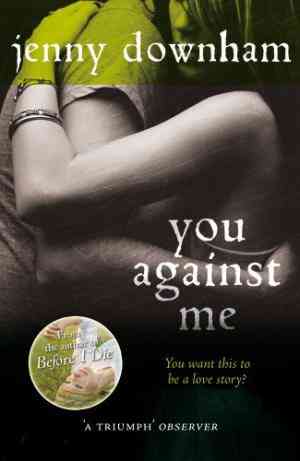 jenny downham
you
against
me
From
the author of
Before I Die
You want this to
be a love story?
'A TRIUMPH' OBSERVER